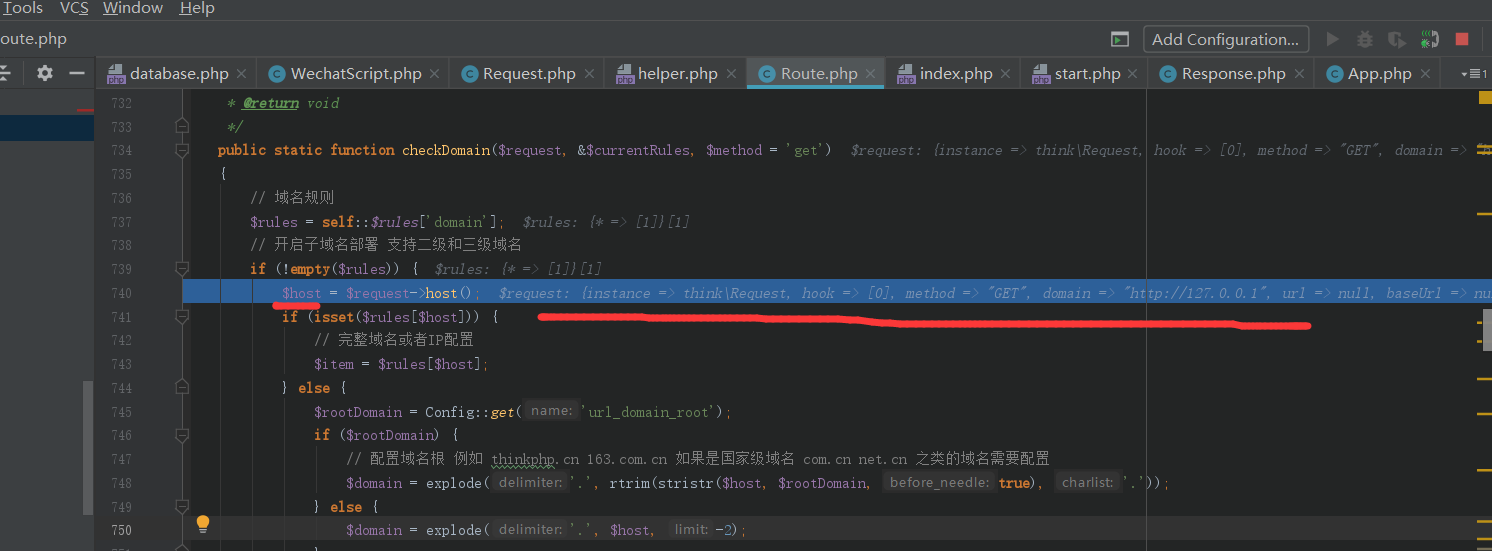 Tools VCS Window Help
oute.php
Add Configuration...
database.php WechatScript.php Request.php helper.php Route.php index.php start.php Response.php App.php 1
732 * @return void
733 */
734 public static function checkDomain($request, &$currentRules, $method = 'get') $request: {instance => think\Request, hook => [0], method => "GET", domain =>
735 {
736 // 域名规则
737 $rules = self::$rules['domain']; $rules: {* => [1]}[1]
738 // 开启子域名部署 支持二级和三级域名
739 if (!empty($rules)) { $rules: {* => [1]}[1]
740 $host = $request->host(); $request: {instance => think\Request, hook => [0], method => "GET", domain => "http://127.0.0.1", url => null, baseUrl => nu
741 if (isset($rules[$host])) {
742 // 完整域名或者IP配置
743 $item = $rules[$host];
744 } else {
745 $rootDomain = Config::get( name: 'url_domain_root');
746 if ($rootDomain) {
747 // 配置域名根 例如 thinkphp.cn 163.com.cn 如果是国家级域名 com.cn net.cn 之类的域名需要配置
748 $domain = explode( delimiter: '.', rtrim(stristr($host, $rootDomain, before_needle: true), charlist: '.'));
749 } else {
750 $domain = explode( delimiter: '.', $host, limit: -2);